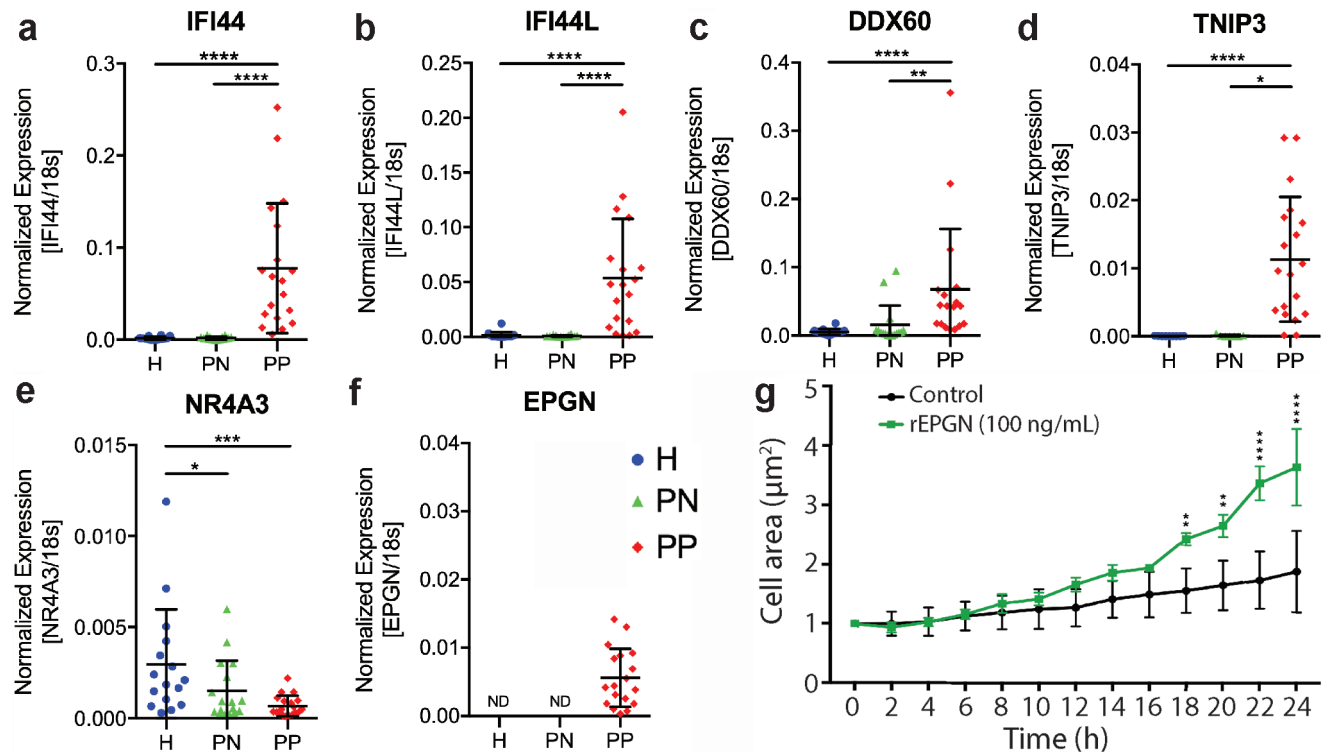 a
IFI44
Normalized Expression
[IFI44/18s]
0.3
0.2
0.1
0.0
****
****
H PN PP
b
IFI44L
Normalized Expression
[IFI44L/18s]
0.25
0.20
0.15
0.10
0.05
0.00
****
****
H PN PP
c
DDX60
Normalized Expression
[DDX60/18s]
0.4
0.3
0.2
0.1
0.0
****
**
H PN PP
d
TNIP3
Normalized Expression
[TNIP3/18s]
0.04
0.03
0.02
0.01
0.00
****
*
H PN PP
e
NR4A3
Normalized Expression
[NR4A3/18s]
0.015
0.010
0.005
0.000
***
*
H PN PP
f
EPGN
Normalized Expression
[EPGN/18s]
0.04
0.03
0.02
0.01
0.00
ND ND
H PN PP
H
PN
PP
g
Control
rEPGN (100 ng/mL)
Cell area (µm²)
5
4
3
2
1
0
**
**
****
****
0 2 4 6 8 10 12 14 16 18 20 22 24
Time (h)